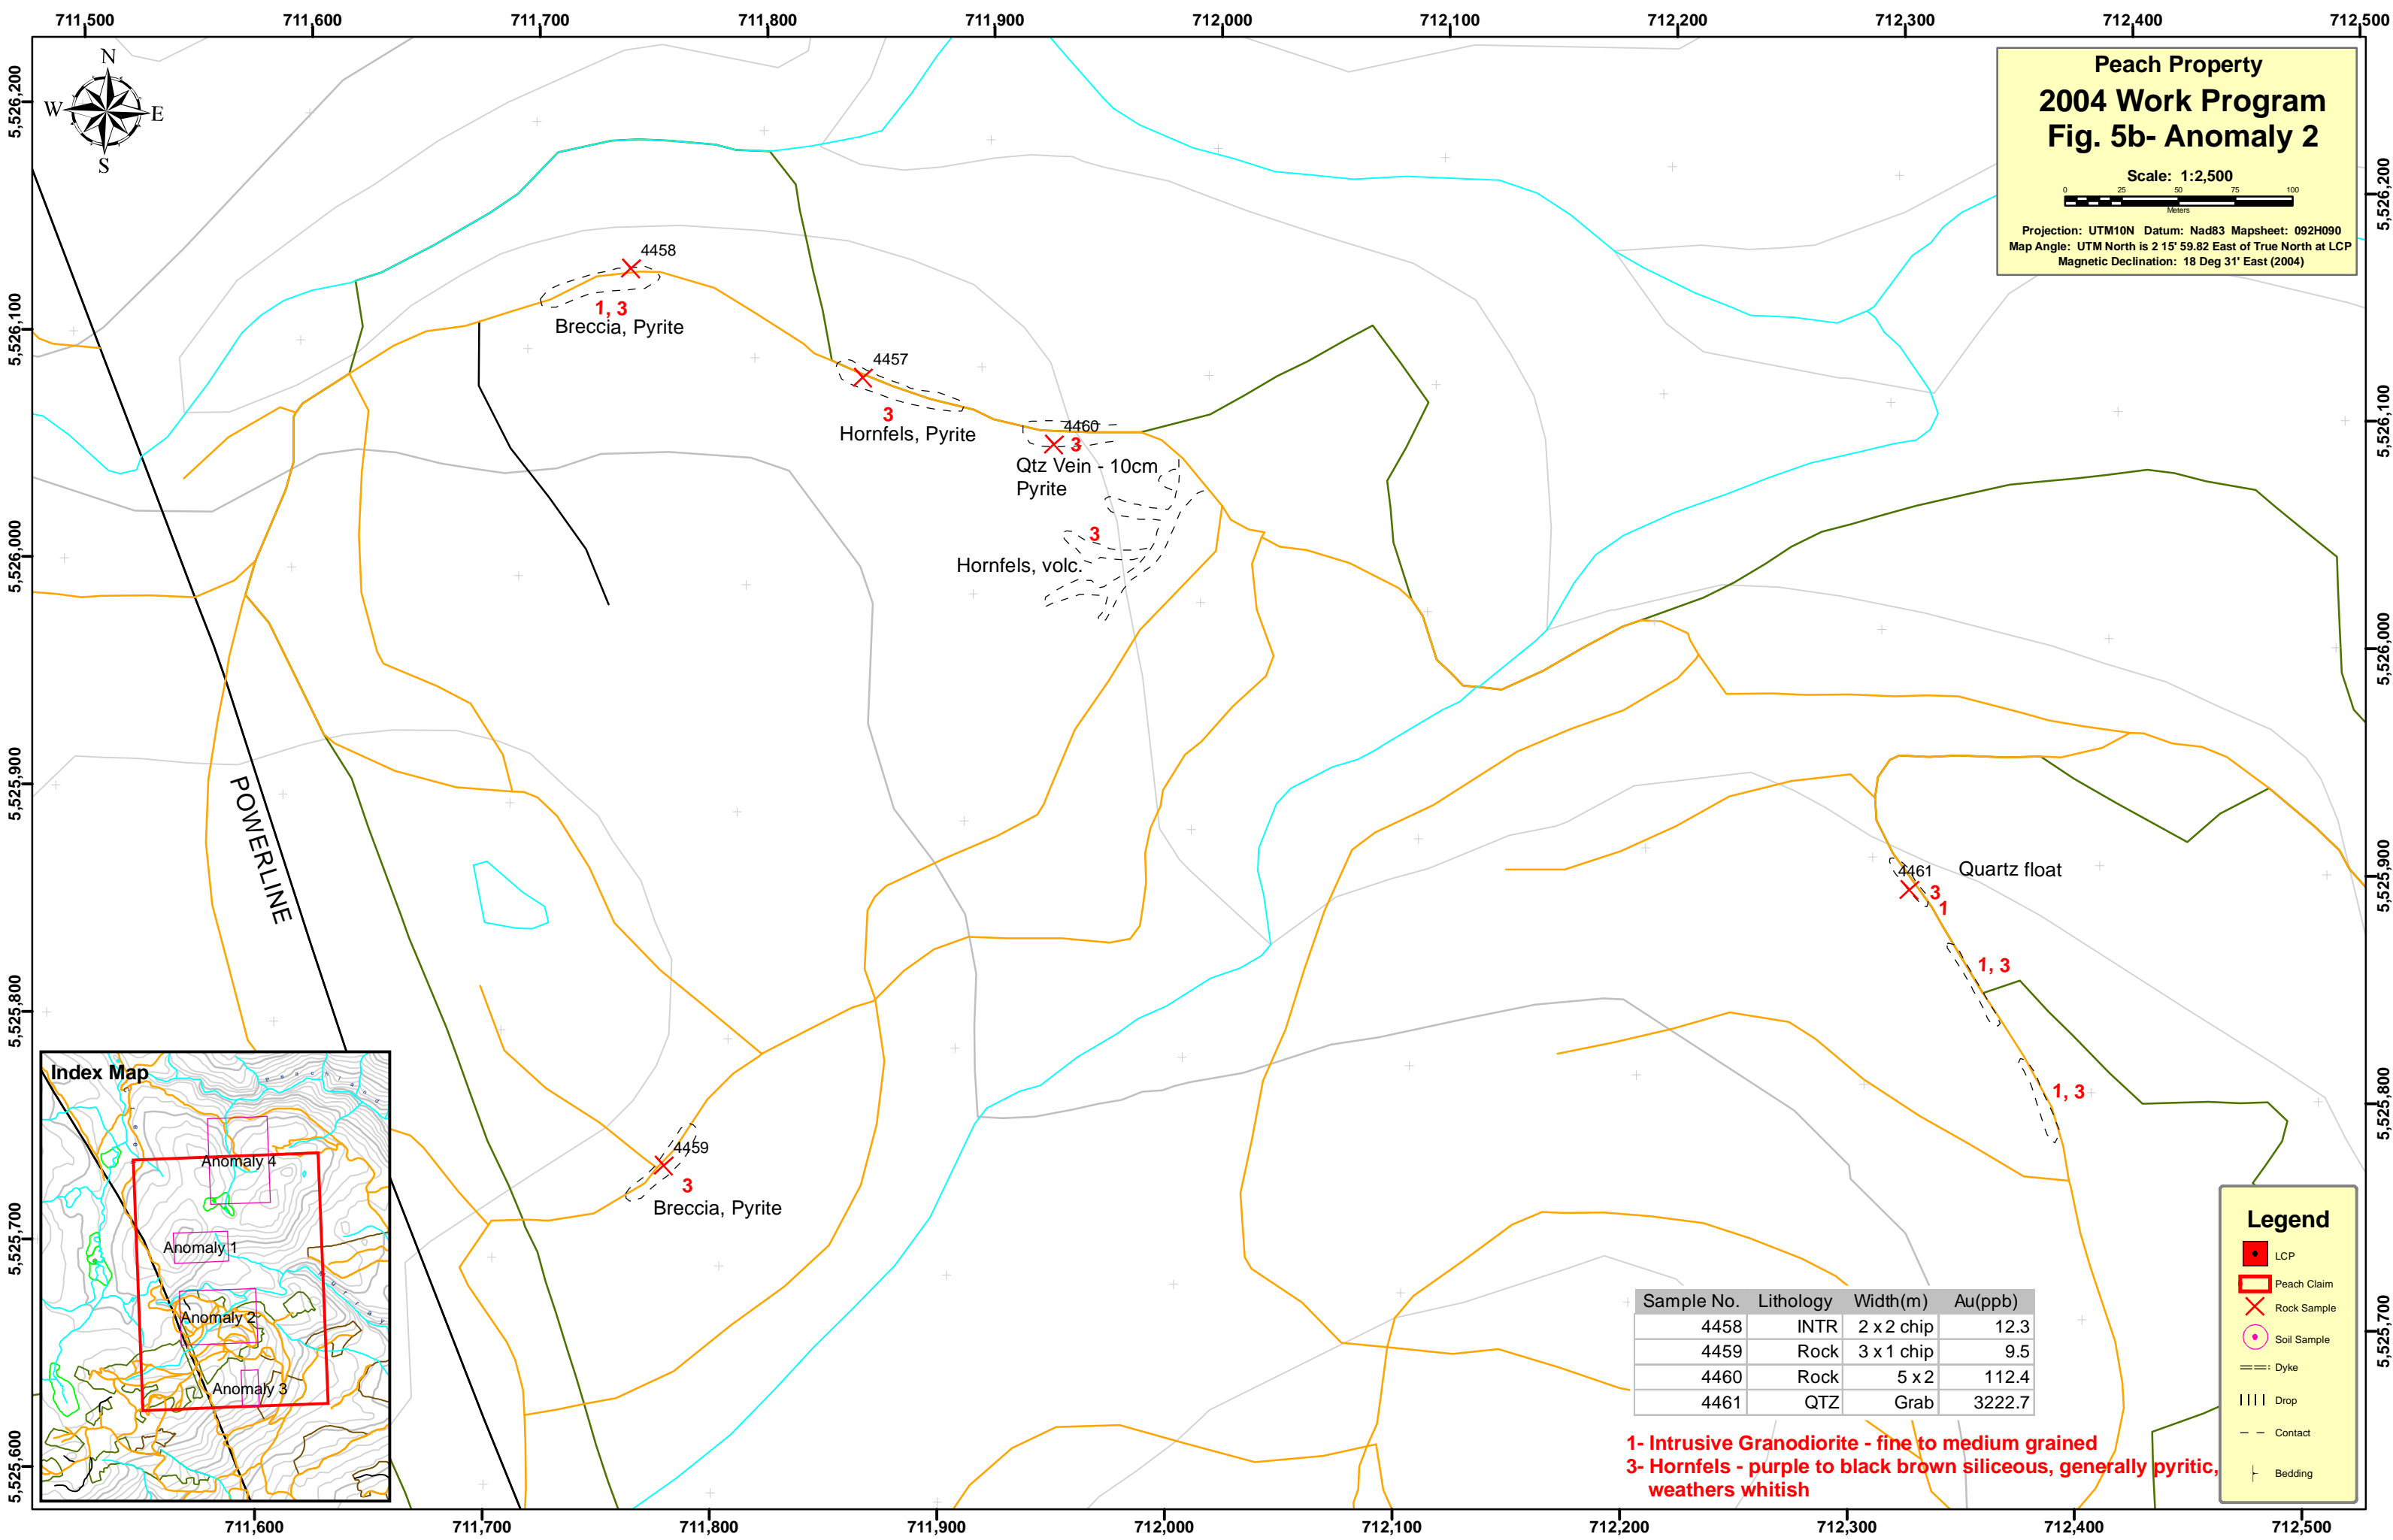 711,500 711,600 711,700 711,800 711,900 712,000 712,100 712,200 712,300 712,400 712,500
5,526,200
5,526,100
5,526,000
5,525,900
5,525,800
5,525,700
5,525,600
N
W E
S
Peach Property
2004 Work Program
Fig. 5b- Anomaly 2
Scale: 1:2,500
0 25 50 75 100
Meters
Projection: UTM10N Datum: Nad83 Mapsheet: 092H090
Map Angle: UTM North is 2 15' 59.82 East of True North at LCP
Magnetic Declination: 18 Deg 31' East (2004)
5,526,200
5,526,100
5,526,000
5,525,900
5,525,800
5,525,700
4458
1, 3
Breccia, Pyrite
4457
3
Hornfels, Pyrite
4460
3
Qtz Vein - 10cm
Pyrite
3
Hornfels, volc.
POWERLINE
4461
Quartz float
3
1
1, 3
1, 3
4459
3
Breccia, Pyrite
Index Map
Anomaly 4
Anomaly 1
Anomaly 2
Anomaly 3
Sample No. Lithology Width(m) Au(ppb)
4458 INTR 2 x 2 chip 12.3
4459 Rock 3 x 1 chip 9.5
4460 Rock 5 x 2 112.4
4461 QTZ Grab 3222.7
1- Intrusive Granodiorite - fine to medium grained
3- Hornfels - purple to black brown siliceous, generally pyritic,
weathers whitish
Legend
LCP
Peach Claim
Rock Sample
Soil Sample
Dyke
Drop
Contact
Bedding
711,600 711,700 711,800 711,900 712,000 712,100 712,200 712,300 712,400 712,500